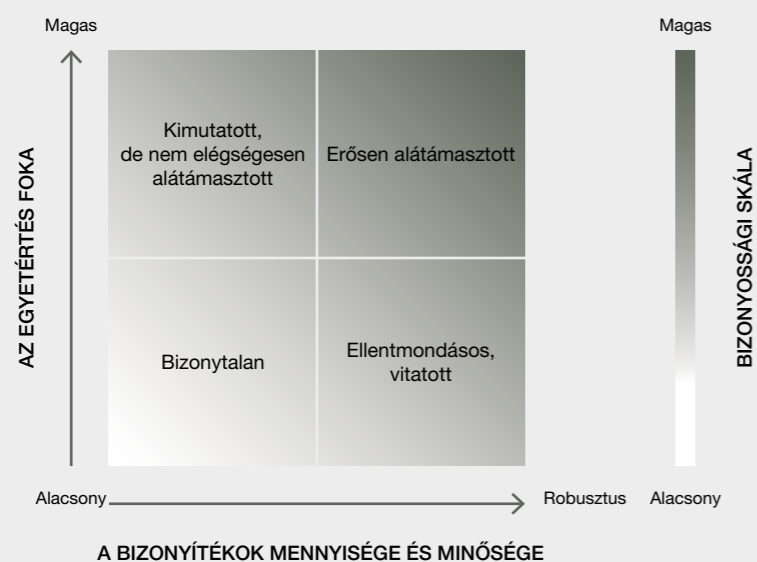 Magas
Magas
Kimutatott,
de nem elégségesen
alátámasztott
Erősen alátámasztott
AZ EGYETÉRTÉS FOKA
BIZONYOSSÁGI SKÁLA
Bizonytalan
Ellentmondásos,
vitatott
Alacsony
Robusztus
Alacsony
A BIZONYÍTÉKOK MENNYISÉGE ÉS MINŐSÉGE